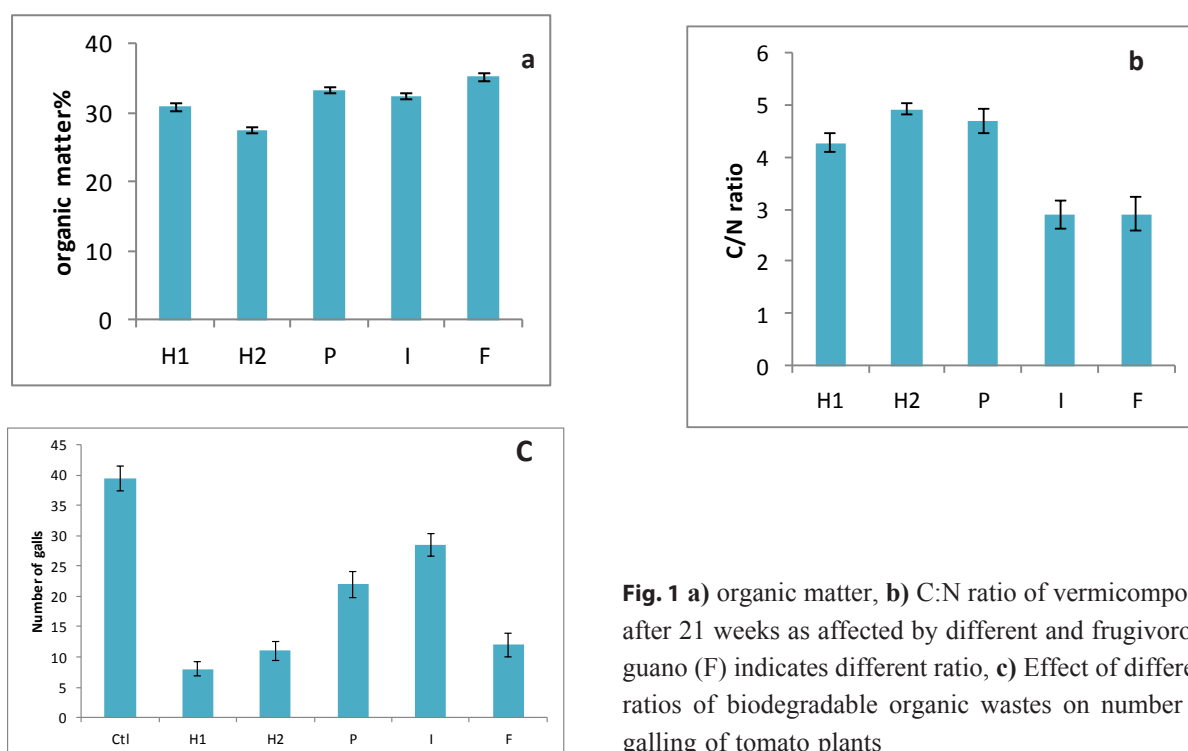 a
organic matter%
40
30
20
10
0
H1 H2 P I F
b
C/N ratio
6
5
4
3
2
1
0
H1 H2 P I F
C
Number of galls
45
40
35
30
25
20
15
10
5
0
Ctl H1 H2 P I F
Fig. 1 a) organic matter, b) C:N ratio of vermicompo
after 21 weeks as affected by different and frugivoro
guano (F) indicates different ratio, c) Effect of differe
ratios of biodegradable organic wastes on number
galling of tomato plants